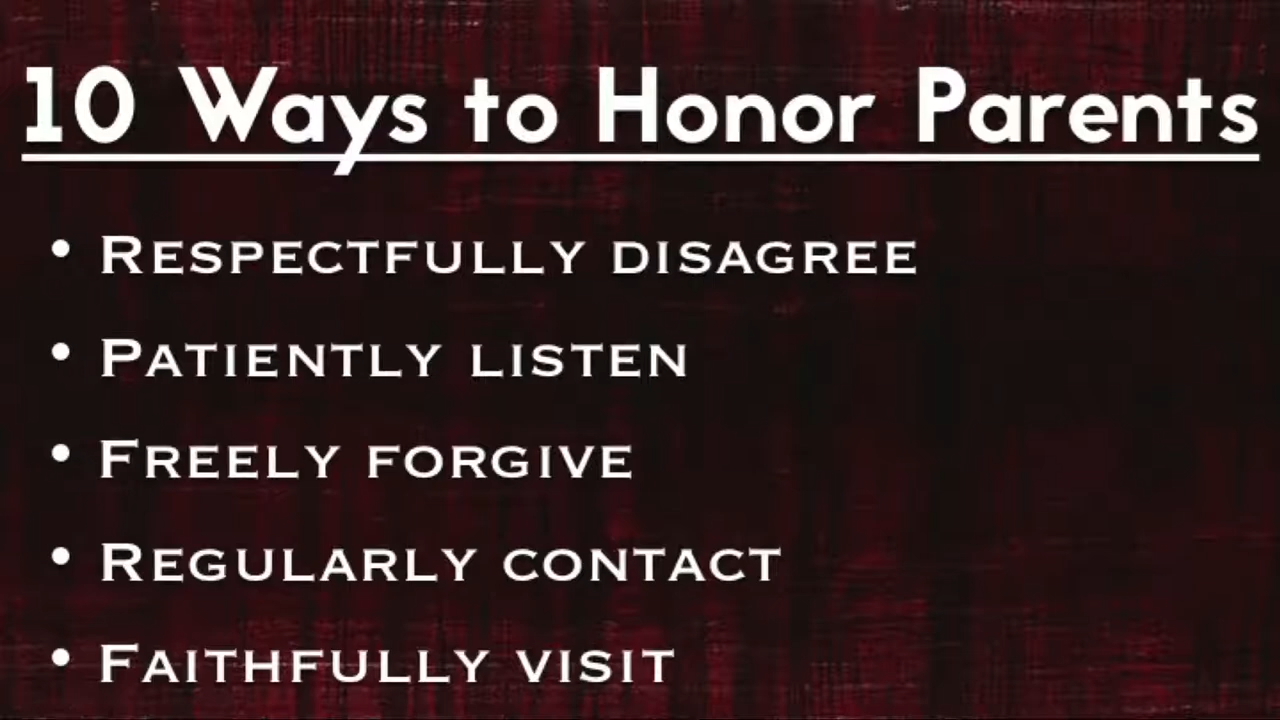 10 Ways to Honor Parents
• Respectfully disagree
• Patiently listen
• Freely forgive
• Regularly contact
• Faithfully visit